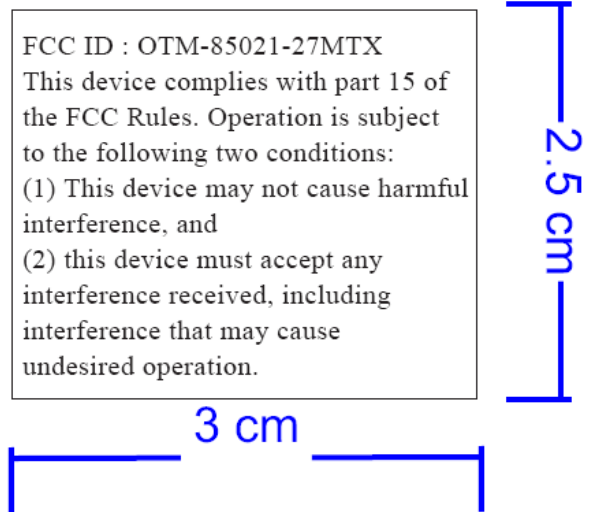 FCC ID : OTM-85021-27MTX
This device complies with part 15 of
the FCC Rules. Operation is subject
to the following two conditions:
(1) This device may not cause harmful
interference, and
(2) this device must accept any
interference received, including
interference that may cause
undesired operation.
2.5 cm
3 cm